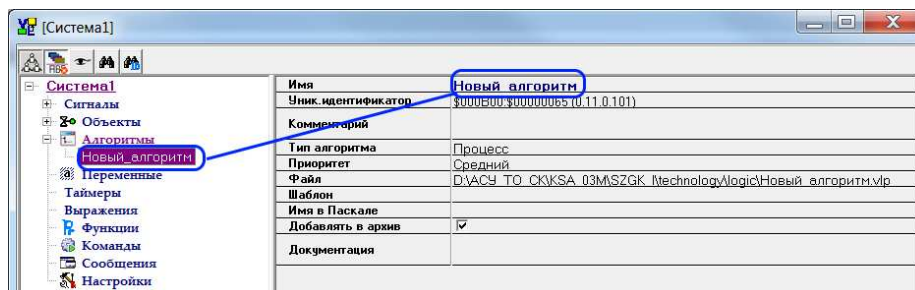 [Система1]
Система1
Сигналы
Объекты
Алгоритмы
Новый_алгоритм
Переменные
Таймеры
Выражения
Функции
Команды
Сообщения
Настройки
Имя Новый_алгоритм
Уник.идентификатор $000B00:$00000065 (0.11.0.101)
Комментарий
Тип алгоритма Процесс
Приоритет Средний
Файл D:\АСУ_ТО_СК\KSA_03M\SZGK_I\technology\logic\Новый_алгоритм.vlp
Шаблон
Имя в Паскале
Добавлять в архив
Документация